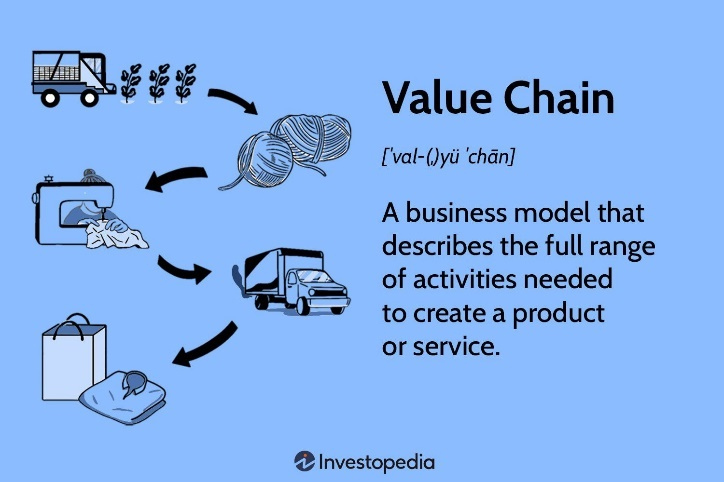 Value Chain
['val-(,)yü 'chān]
A business model that
describes the full range
of activities needed
to create a product
or service.
Investopedia